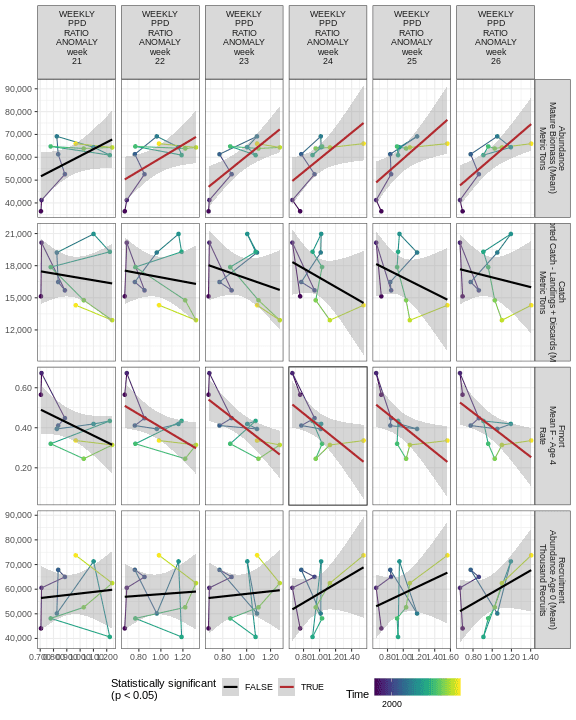 WEEKLY PPD RATIO ANOMALY week 21
WEEKLY PPD RATIO ANOMALY week 22
WEEKLY PPD RATIO ANOMALY week 23
WEEKLY PPD RATIO ANOMALY week 24
WEEKLY PPD RATIO ANOMALY week 25
WEEKLY PPD RATIO ANOMALY week 26
90,000
80,000
70,000
60,000
50,000
40,000
Abundance
Mature Biomass (Mean)
Metric Tons
21,000
18,000
15,000
12,000
Catch
Catch - Landings + Discards
Metric Tons
0.60
0.40
0.20
Fmort
Mean F - Age 4
Rate
90,000
80,000
70,000
60,000
50,000
40,000
Recruitment
Abundance Age 0 (Mean)
Thousand Recruits
0.80 1.00 1.20
0.80 1.00 1.20
0.80 1.00 1.20 1.40
0.80 1.00 1.20 1.40 1.60
0.80 1.00 1.20 1.40
Statistically significant
(p < 0.05)
FALSE
TRUE
Time
2000